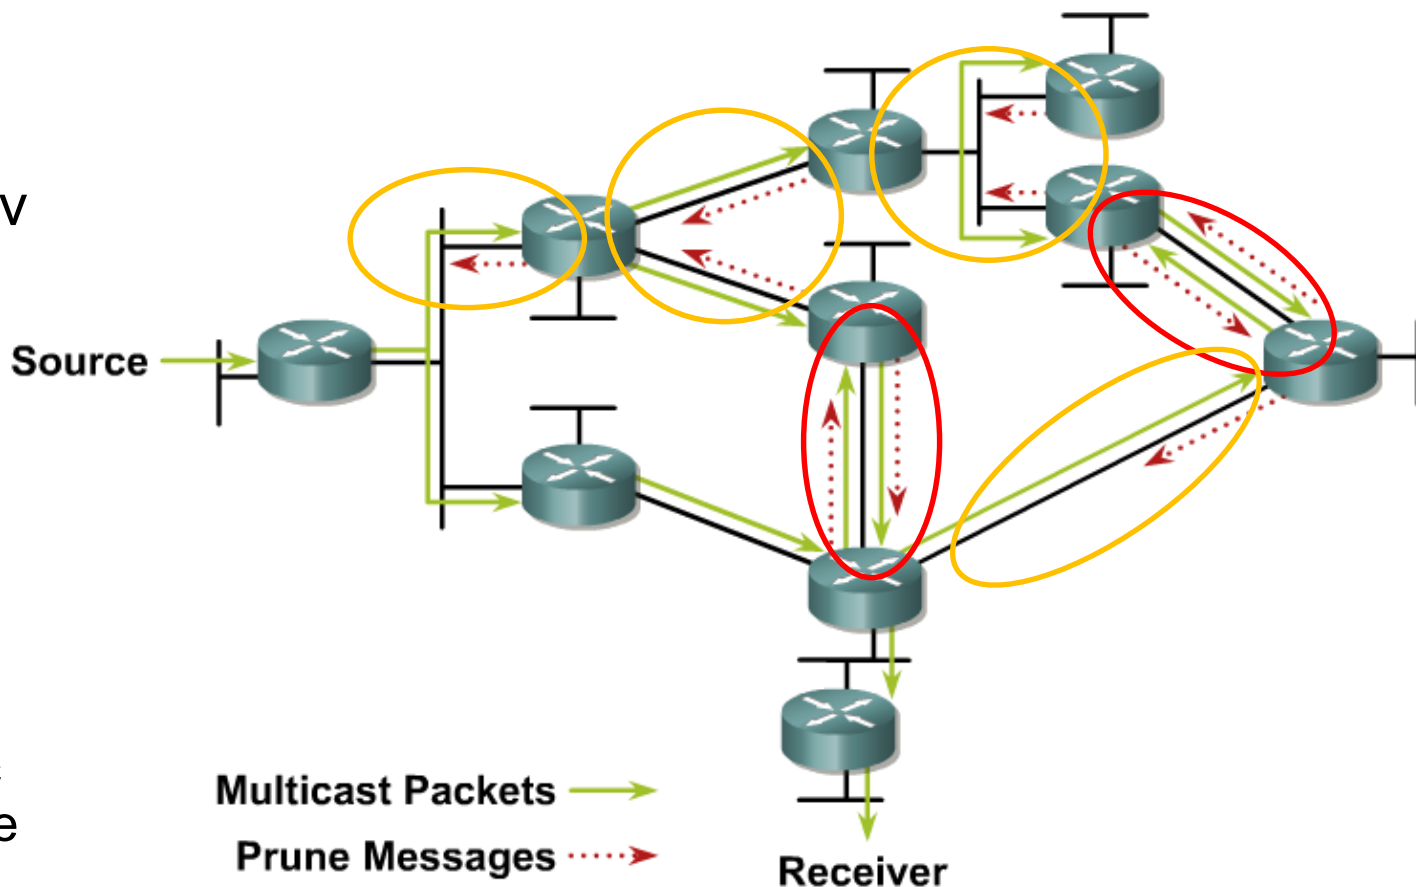 v
Source
e
Multicast Packets
Prune Messages
Receiver